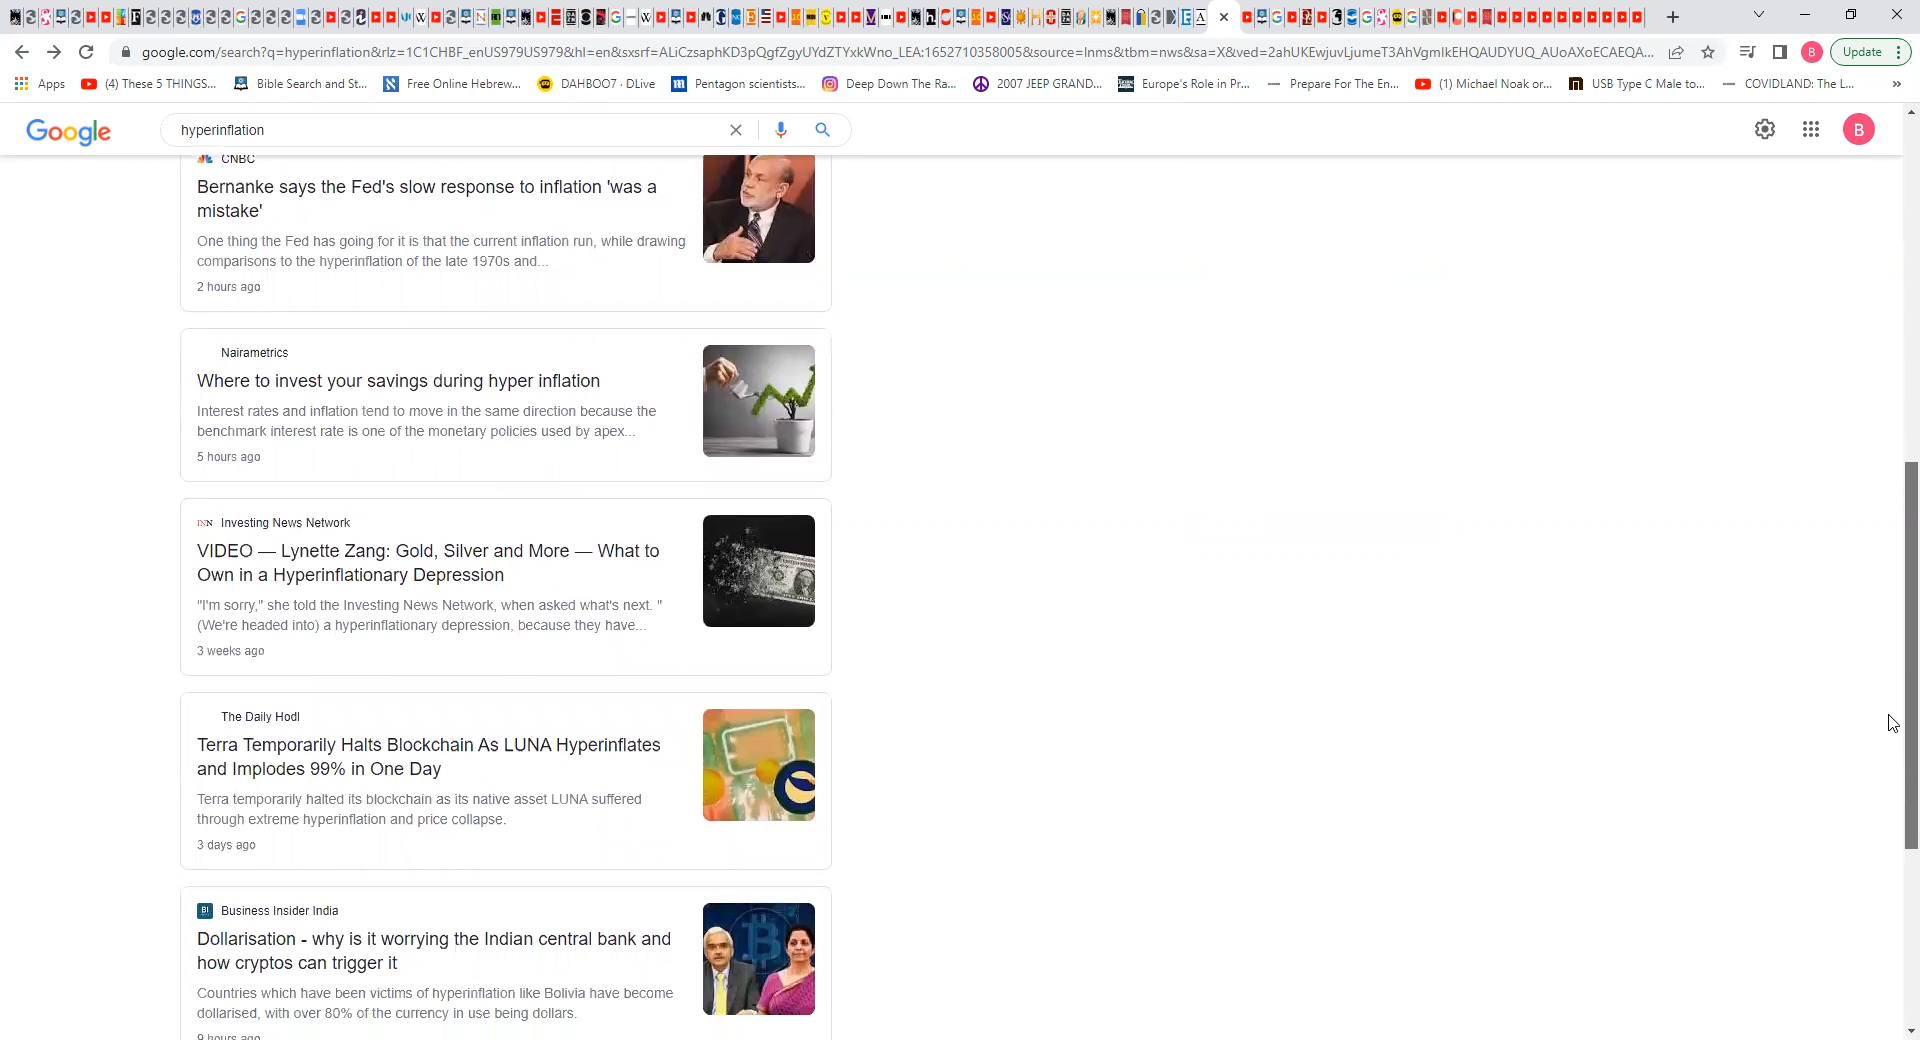 google.com/search?q=hyperinflation&rlz=1C1CHBF_enUS979US979&hl=en&sxsrf=ALiCzsaphKD3pQgfZgyUYdZTYxkWno_LEA:1652710358005&source=lnms&tbm=nws&sa=X&ved=2ahUKEwjuvLjumeT3AhVgmIkEHQAUDYUQ_AUoAXoECAEQA...
B
Update
Apps
(4) These 5 THINGS...
Bible Search and St...
Free Online Hebrew...
DAHBOO7 · DLive
Pentagon scientists...
Deep Down The Ra...
2007 JEEP GRAND...
Europe's Role in Pr...
Prepare For The En...
(1) Michael Noak or...
USB Type C Male to...
COVIDLAND: The L...
»
Google
hyperinflation
B
CNBC
Bernanke says the Fed's slow response to inflation 'was a
mistake'
One thing the Fed has going for it is that the current inflation run, while drawing
comparisons to the hyperinflation of the late 1970s and...
2 hours ago
Nairametrics
Where to invest your savings during hyper inflation
Interest rates and inflation tend to move in the same direction because the
benchmark interest rate is one of the monetary policies used by apex...
5 hours ago
INN Investing News Network
VIDEO — Lynette Zang: Gold, Silver and More — What to
Own in a Hyperinflationary Depression
"I'm sorry," she told the Investing News Network, when asked what's next. "
(We're headed into) a hyperinflationary depression, because they have...
3 weeks ago
The Daily Hodl
Terra Temporarily Halts Blockchain As LUNA Hyperinflates
and Implodes 99% in One Day
Terra temporarily halted its blockchain as its native asset LUNA suffered
through extreme hyperinflation and price collapse.
3 days ago
BI Business Insider India
Dollarisation - why is it worrying the Indian central bank and
how cryptos can trigger it
Countries which have been victims of hyperinflation like Bolivia have become
dollarised, with over 80% of the currency in use being dollars.
9 hours ago